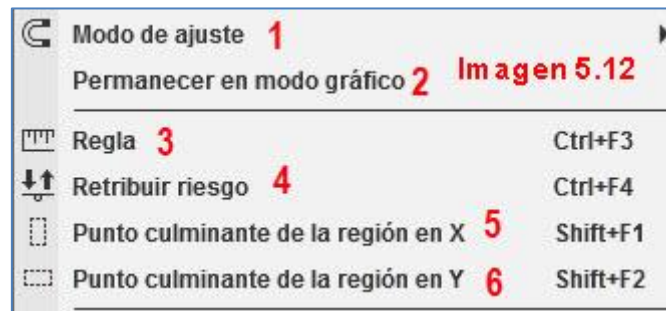 Modo de ajuste 1
Permanecer en modo gráfico 2 Imagen 5.12
Regla 3 Ctrl+F3
Retribuir riesgo 4 Ctrl+F4
Punto culminante de la región en X 5 Shift+F1
Punto culminante de la región en Y 6 Shift+F2